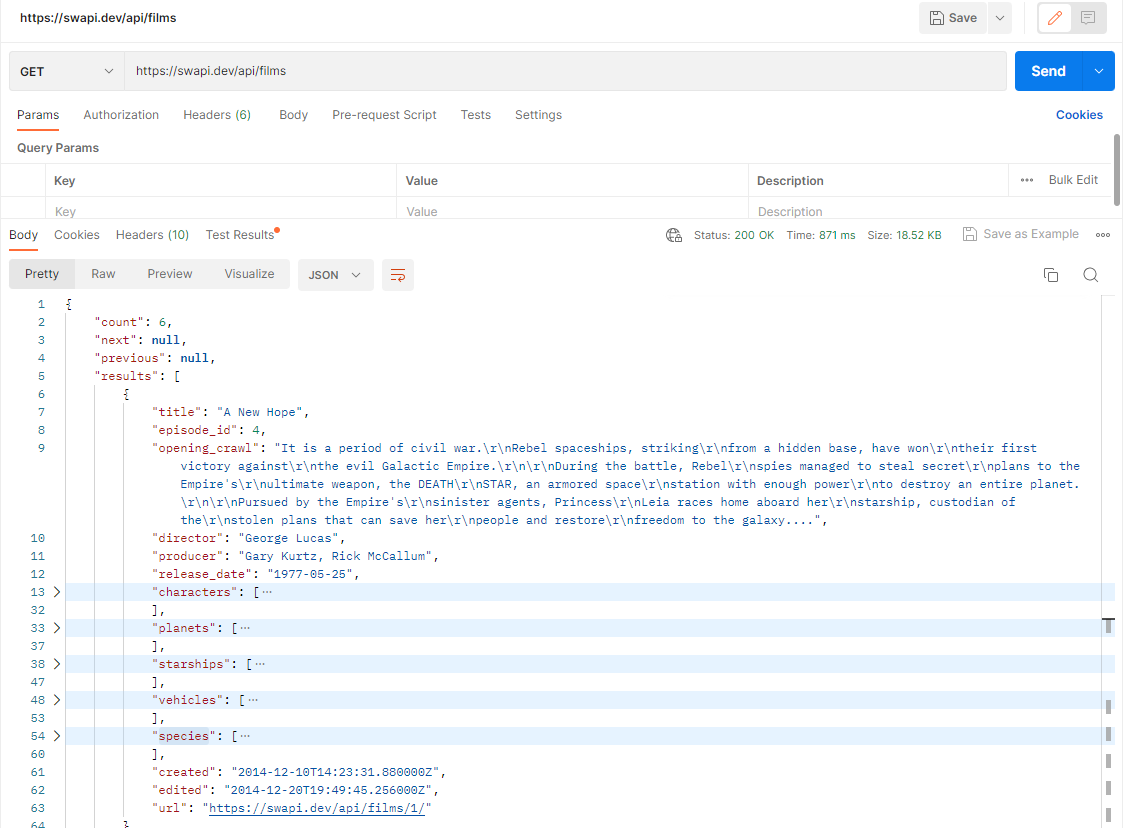 https://swapi.dev/api/films
Save
GET
https://swapi.dev/api/films
Send
Params Authorization Headers (6) Body Pre-request Script Tests Settings Cookies
Query Params
Key Value Description ••• Bulk Edit
Key Value Description
Body Cookies Headers (10) Test Results Status: 200 OK Time: 871 ms Size: 18.52 KB Save as Example •••
Pretty Raw Preview Visualize JSON
1 {
2 "count": 6,
3 "next": null,
4 "previous": null,
5 "results": [
6 {
7 "title": "A New Hope",
8 "episode_id": 4,
9 "opening_crawl": "It is a period of civil war.\r\nRebel spaceships, striking\r\nfrom a hidden base, have won\r\ntheir first
victory against\r\nthe evil Galactic Empire.\r\n\r\nDuring the battle, Rebel\r\nspies managed to steal secret\r\nplans to the
Empire's\r\nultimate weapon, the DEATH\r\nSTAR, an armored space\r\nstation with enough power\r\nto destroy an entire planet.
\r\n\r\nPursued by the Empire's\r\nsinister agents, Princess\r\nLeia races home aboard her\r\nstarship, custodian of
the\r\nstolen plans that can save her\r\npeople and restore\r\nfreedom to the galaxy....",
10 "director": "George Lucas",
11 "producer": "Gary Kurtz, Rick McCallum",
12 "release_date": "1977-05-25",
13 "characters": [ ···
32 ],
33 "planets": [ ···
37 ],
38 "starships": [ ···
47 ],
48 "vehicles": [ ···
53 ],
54 "species": [ ···
60 ],
61 "created": "2014-12-10T14:23:31.880000Z",
62 "edited": "2014-12-20T19:49:45.256000Z",
63 "url": "https://swapi.dev/api/films/1/"
64 }